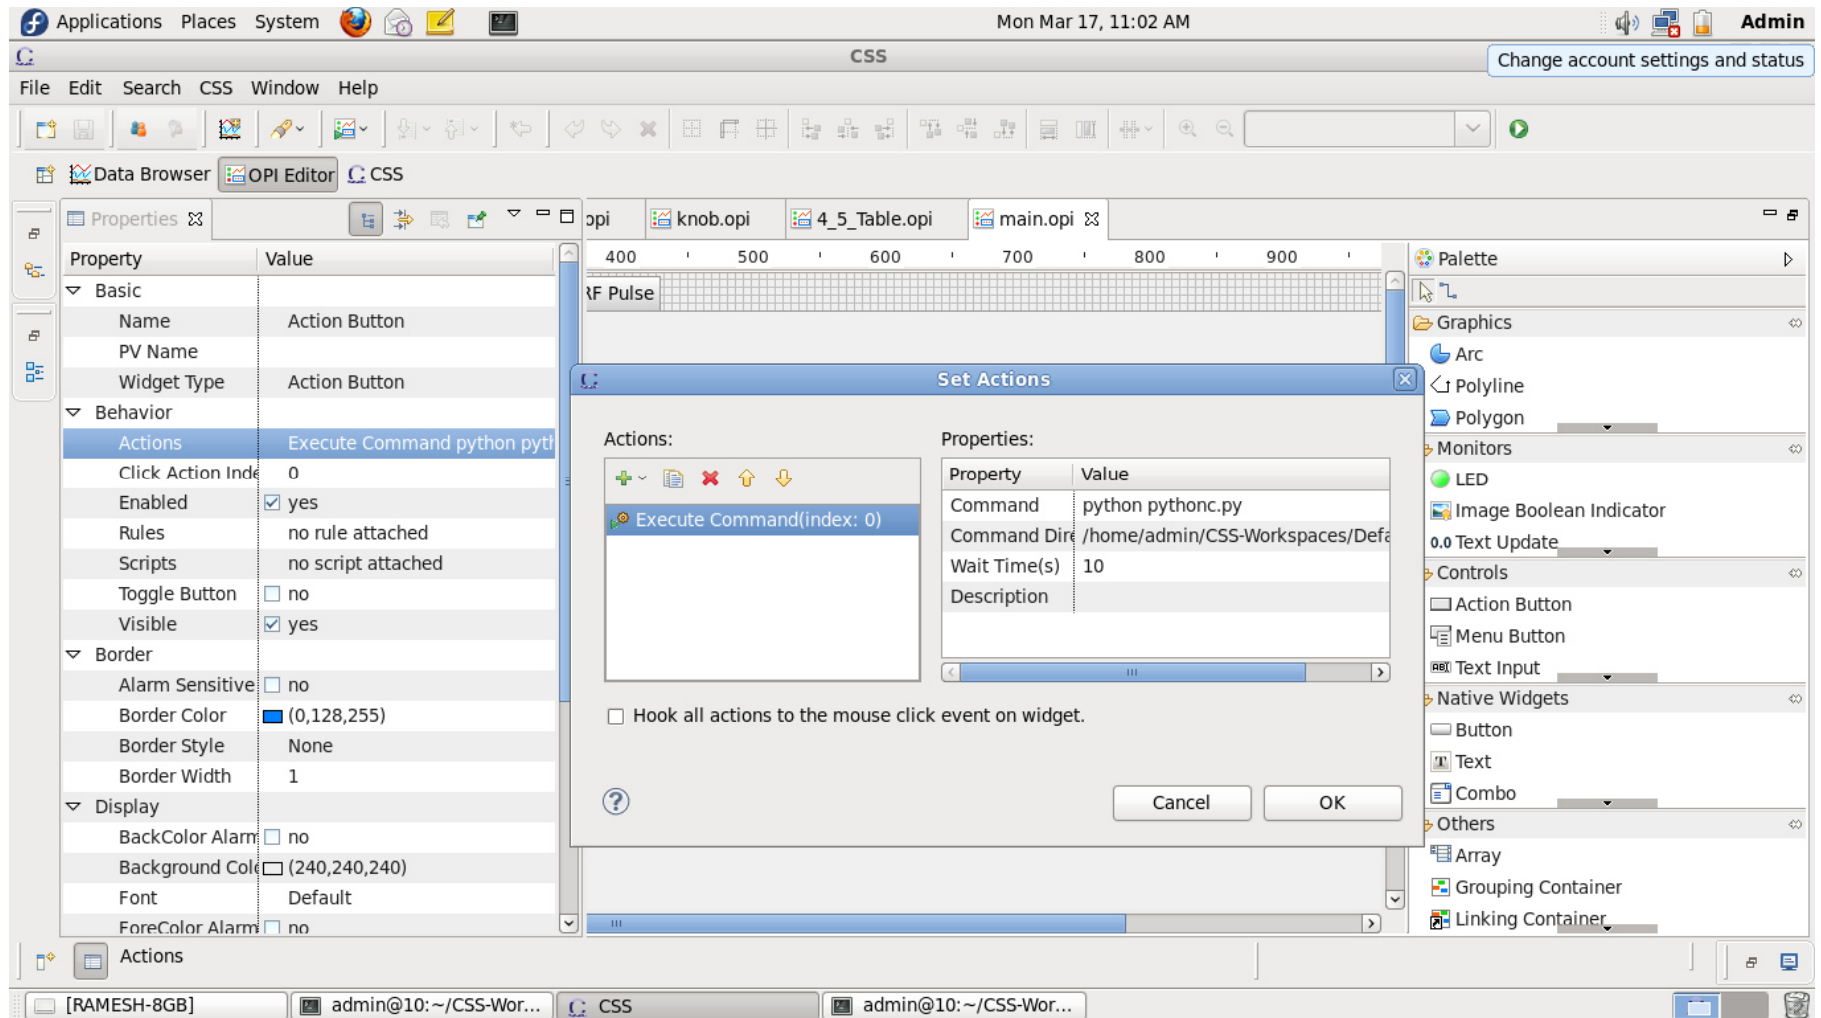 Applications Places System Mon Mar 17, 11:02 AM Admin
CSS
Change account settings and status
File Edit Search CSS Window Help
Data Browser OPI Editor CSS
Properties
opi knob.opi 4_5_Table.opi main.opi
Property Value
Basic
Name Action Button
PV Name
Widget Type Action Button
Behavior
Actions Execute Command python pyth
Click Action Inde 0
Enabled yes
Rules no rule attached
Scripts no script attached
Toggle Button no
Visible yes
Border
Alarm Sensitive no
Border Color (0,128,255)
Border Style None
Border Width 1
Display
BackColor Alarm no
Background Colo (240,240,240)
Font Default
ForeColor Alarm no
400 500 600 700 800 900
RF Pulse
Set Actions
Actions:
Execute Command(index: 0)
Properties:
Property Value
Command python pythonc.py
Command Dire /home/admin/CSS-Workspaces/Defa
Wait Time(s) 10
Description
Hook all actions to the mouse click event on widget.
Cancel OK
Palette
Graphics
Arc
Polyline
Polygon
Monitors
LED
Image Boolean Indicator
0.0 Text Update
Controls
Action Button
Menu Button
Text Input
Native Widgets
Button
Text
Combo
Others
Array
Grouping Container
Linking Container
Actions
[RAMESH-8GB] admin@10:~/CSS-Wor... CSS admin@10:~/CSS-Wor...